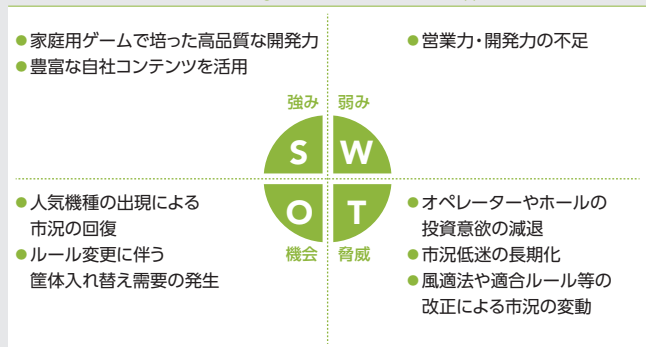 ●家庭用ゲームで培った高品質な開発力
●豊富な自社コンテンツを活用
●営業力・開発力の不足
強み
弱み
S
W
O
T
機会
脅威
●人気機種の出現による
市況の回復
●ルール変更に伴う
筐体入れ替え需要の発生
●オペレーターやホールの
投資意欲の減退
●市況低迷の長期化
●風適法や適合ルール等の
改正による市況の変動